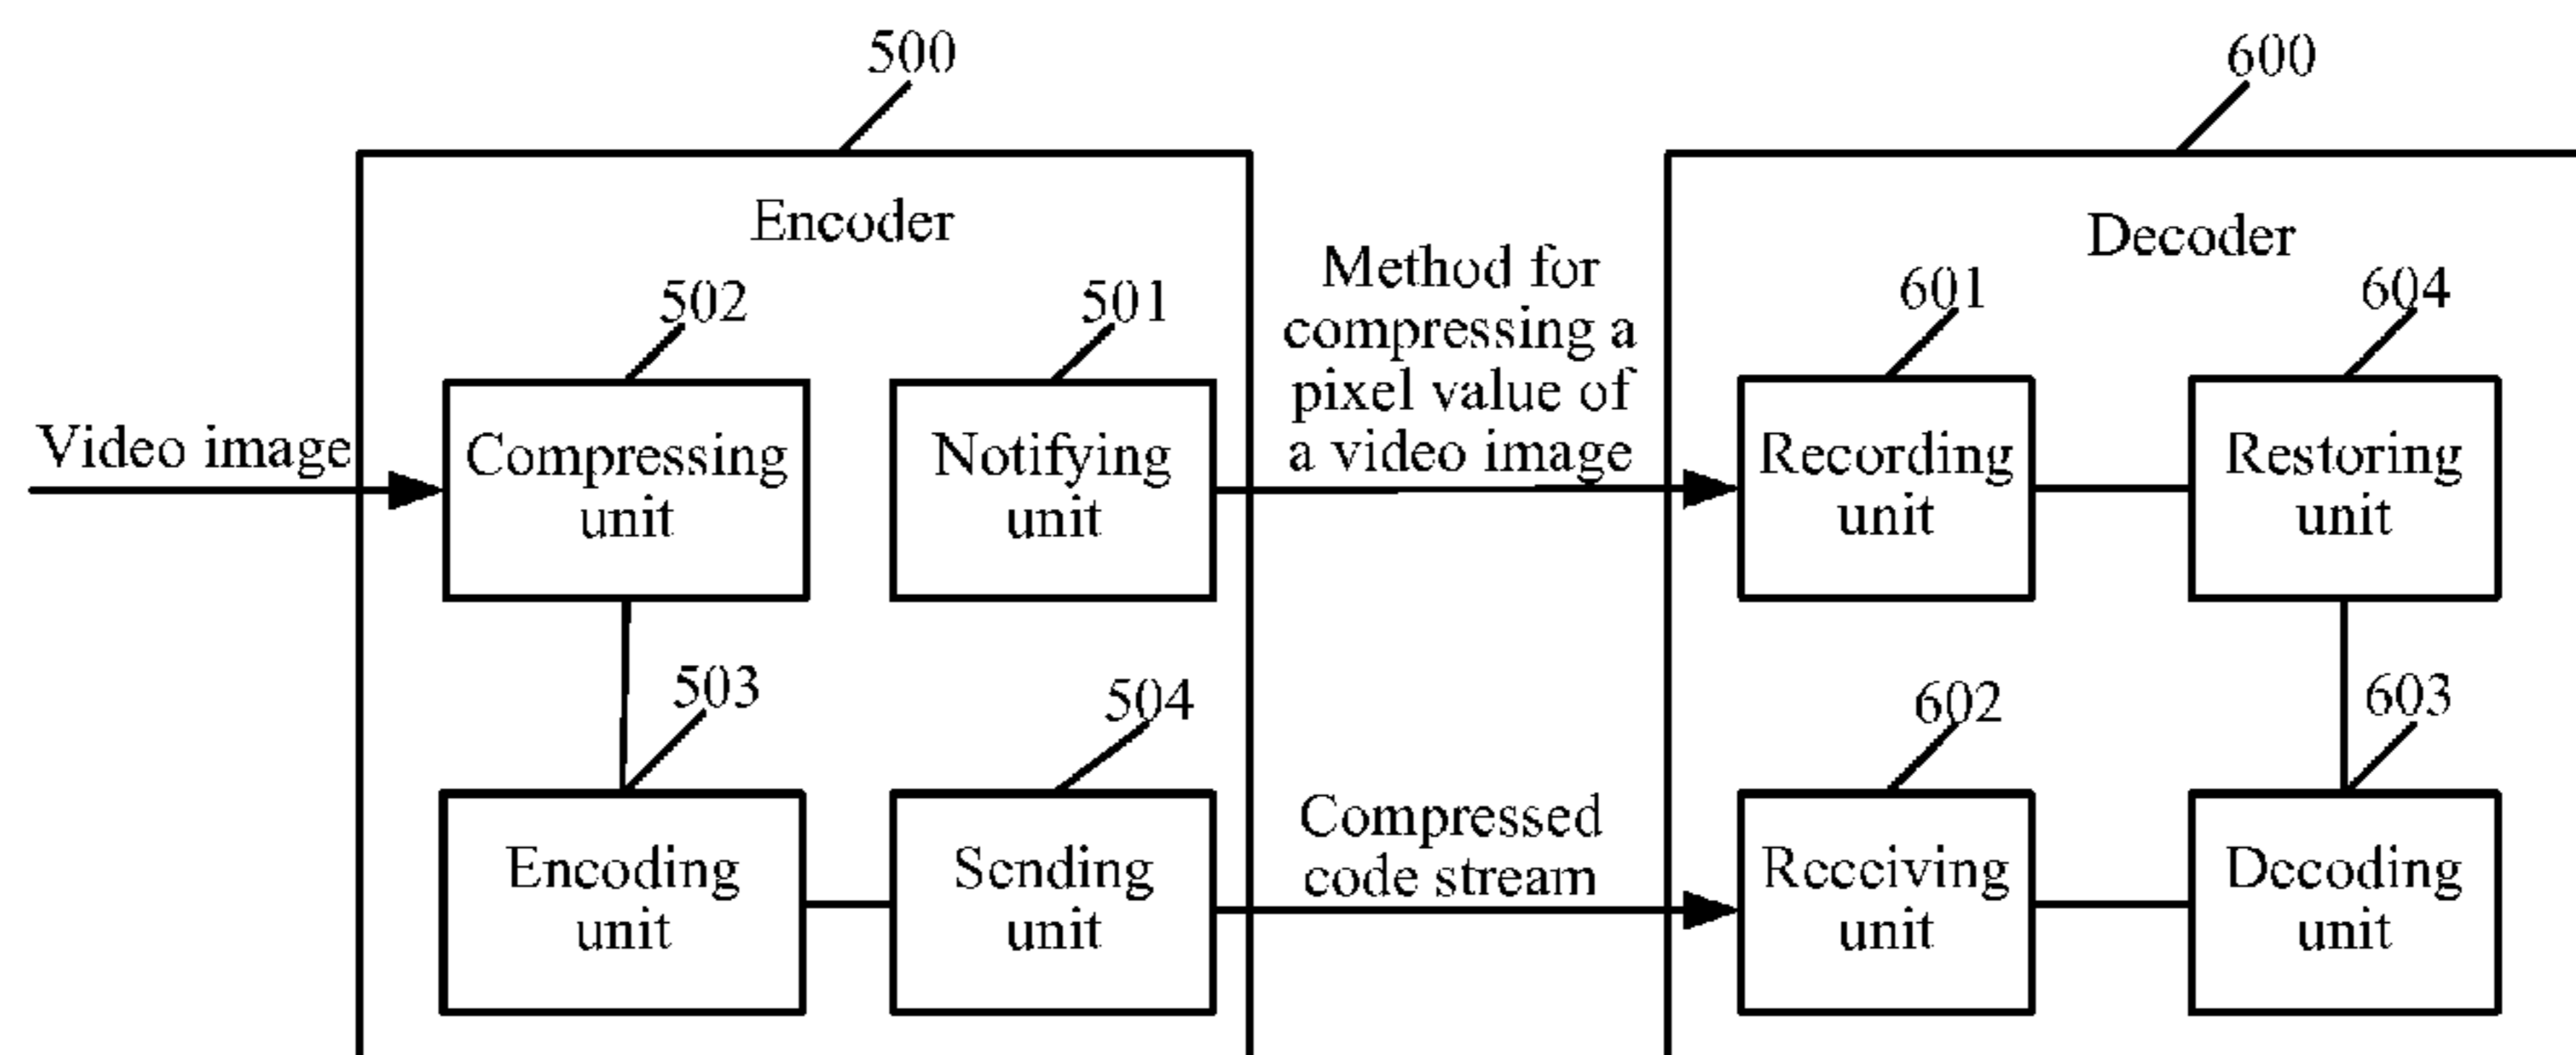 500
600
Encoder
Decoder
502
501
Method for
compressing a
pixel value of
a video image
601
604
Video image
Compressing
unit
Notifying
unit
Recording
unit
Restoring
unit
503
504
602
603
Encoding
unit
Sending
unit
Compressed
code stream
Receiving
unit
Decoding
unit